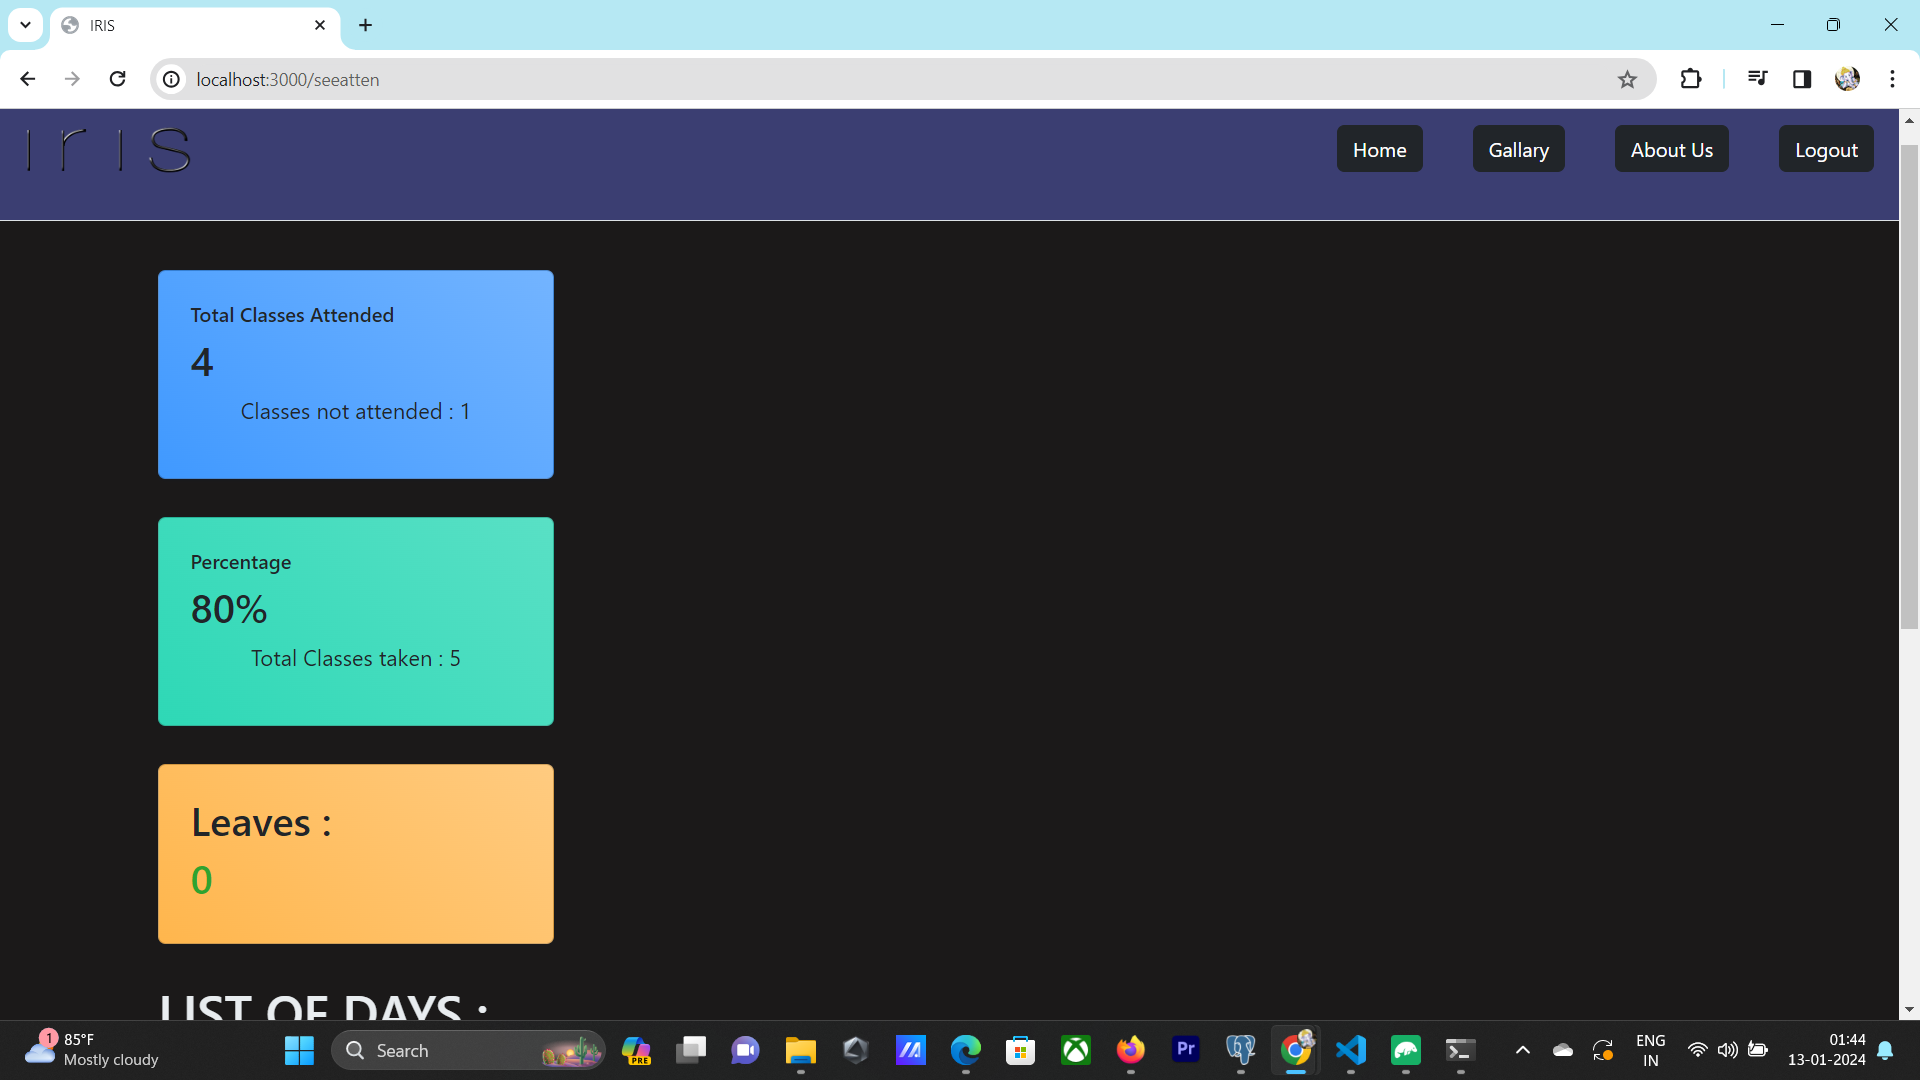 IRIS
localhost:3000/seeatten
iris
Home
Gallary
About Us
Logout
Total Classes Attended
4
Classes not attended : 1
Percentage
80%
Total Classes taken : 5
Leaves :
0
LIST OF DAYS :
1
85°F
Mostly cloudy
Search
PRE
Pr
ENG
IN
01:44
13-01-2024